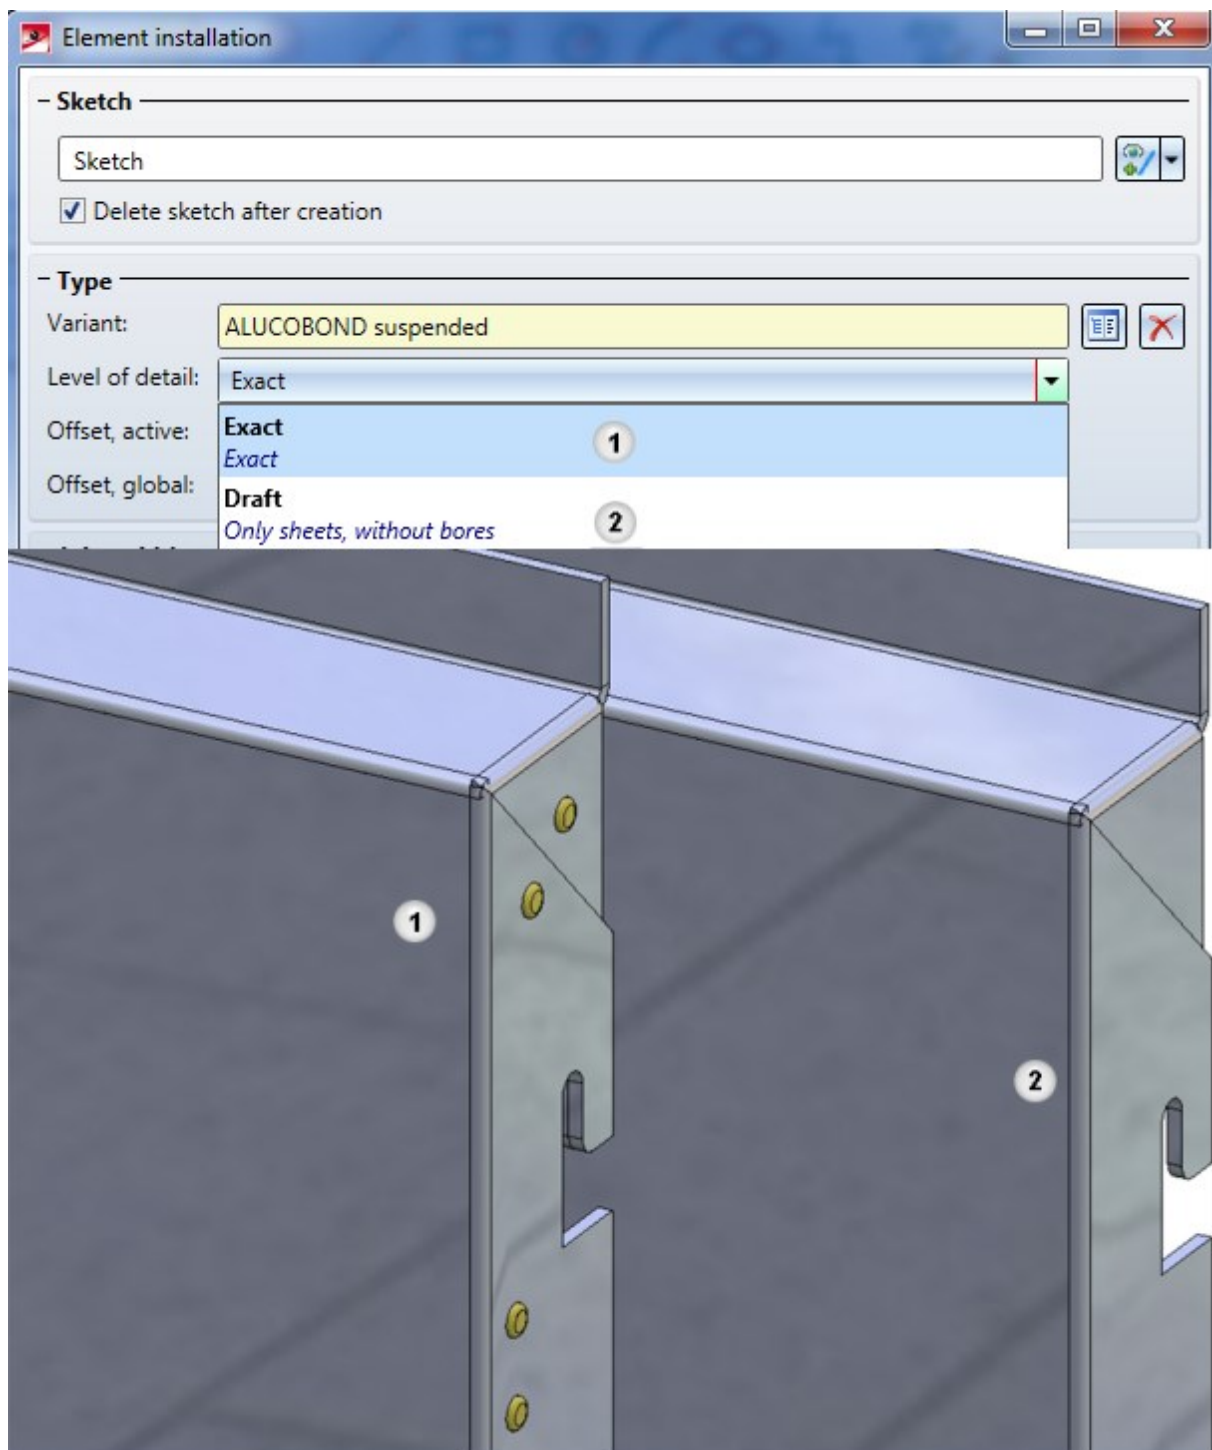 Element installation
Sketch
Sketch
Delete sketch after creation
Type
Variant: ALUCOBOND suspended
Level of detail: Exact
Offset, active: Exact 1
Exact
Offset, global: Draft 2
Only sheets, without bores
1
2